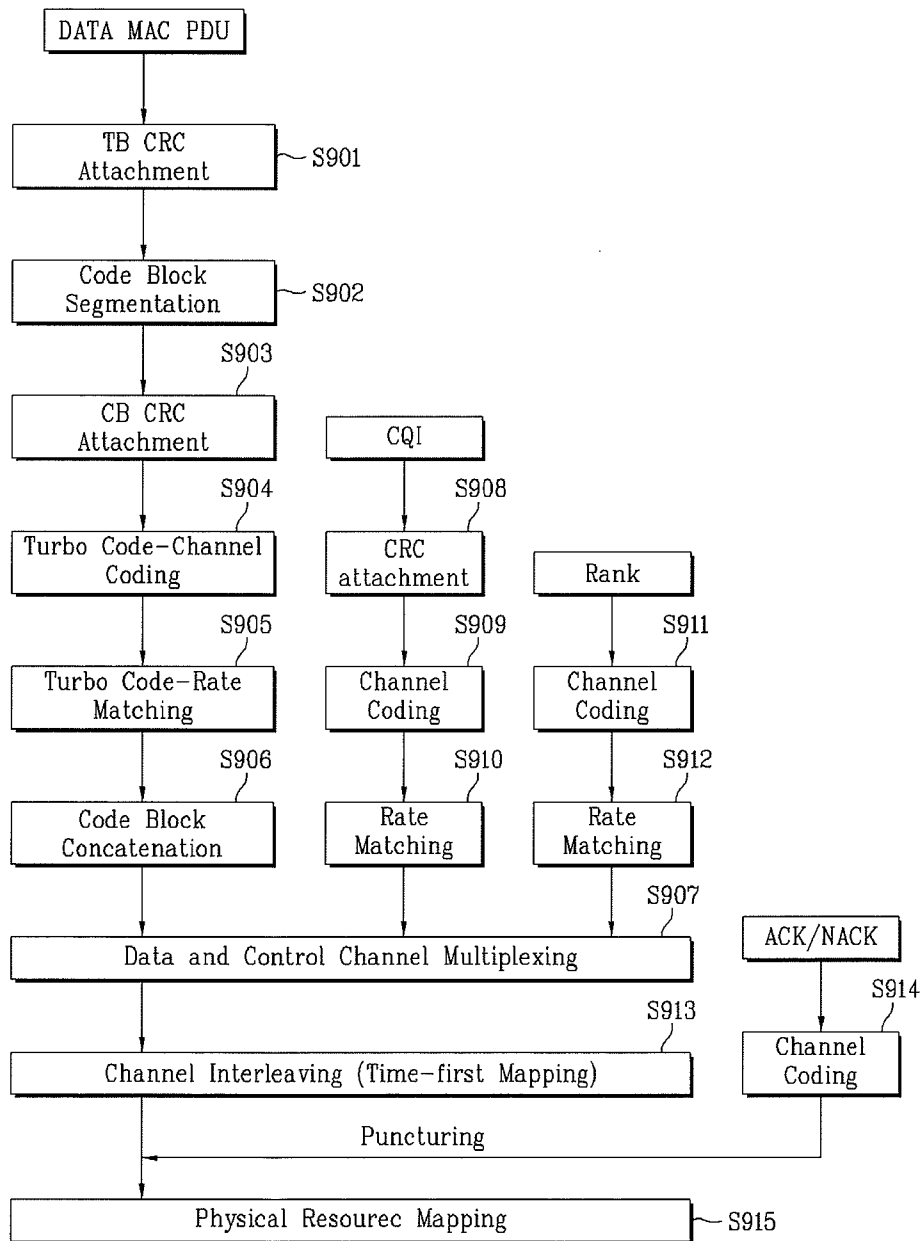 DATA MAC PDU
TB CRC
Attachment
S901
Code Block
Segmentation
S902
S903
CB CRC
Attachment
CQI
S904
S908
Turbo Code-Channel
Coding
CRC
attachment
Rank
S905
S909
S911
Turbo Code-Rate
Matching
Channel
Coding
Channel
Coding
S906
S910
S912
Code Block
Concatenation
Rate
Matching
Rate
Matching
S907
Data and Control Channel Multiplexing
ACK/NACK
S913
S914
Channel Interleaving (Time-first Mapping)
Channel
Coding
Puncturing
Physical Resourec Mapping
S915